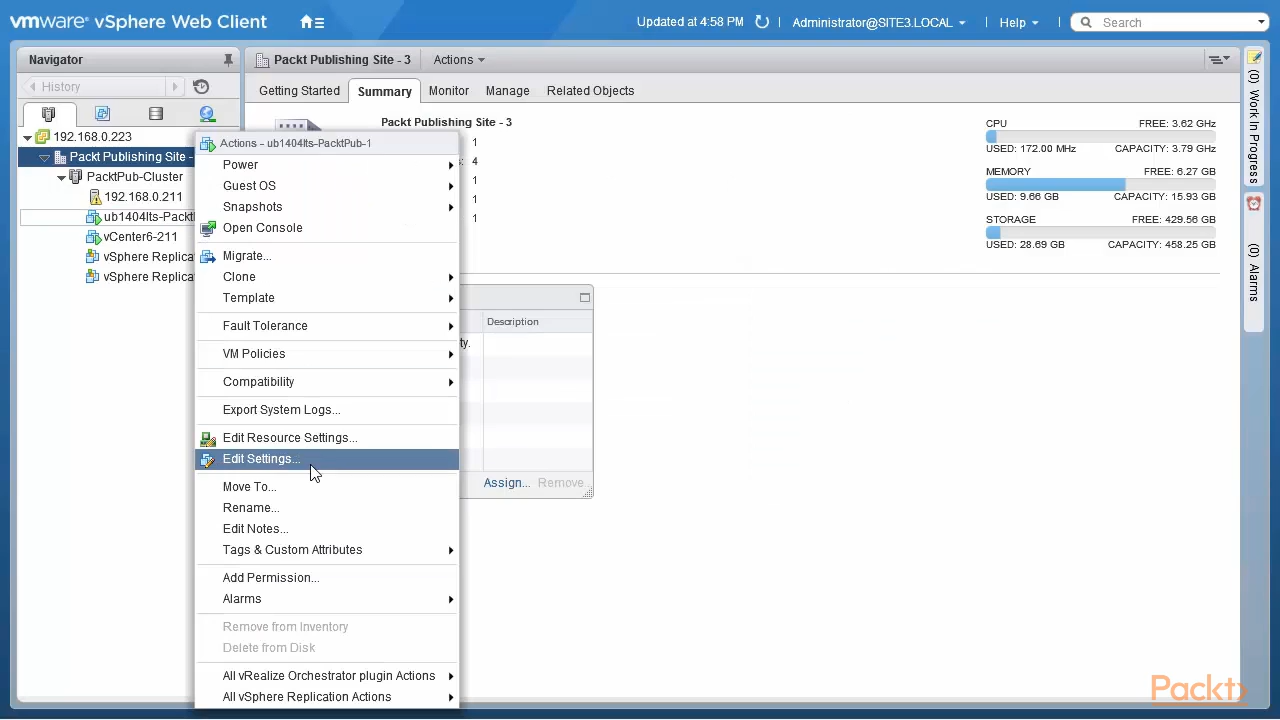 vmware® vSphere Web Client
Updated at 4:58 PM
Administrator@SITE3.LOCAL
Help
Search
Navigator
History
192.168.0.223
Packt Publishing Site -
PacktPub-Cluster
192.168.0.211
ub1404lts-Packt
vCenter6-211
vSphere Replica
vSphere Replica
Packt Publishing Site - 3
Actions
Getting Started
Summary
Monitor
Manage
Related Objects
Packt Publishing Site - 3
1
: 4
1
1
1
CPU
FREE: 3.62 GHz
USED: 172.00 MHz
CAPACITY: 3.79 GHz
MEMORY
FREE: 6.27 GB
USED: 9.66 GB
CAPACITY: 15.93 GB
STORAGE
FREE: 429.56 GB
USED: 28.69 GB
CAPACITY: 458.25 GB
Description
ty.
Assign...
Remove
Actions - ub1404lts-PacktPub-1
Power
Guest OS
Snapshots
Open Console
Migrate...
Clone
Template
Fault Tolerance
VM Policies
Compatibility
Export System Logs...
Edit Resource Settings...
Edit Settings...
Move To...
Rename...
Edit Notes...
Tags & Custom Attributes
Add Permission...
Alarms
Remove from Inventory
Delete from Disk
All vRealize Orchestrator plugin Actions
All vSphere Replication Actions
(0) Work In Progress
(0) Alarms
Packt